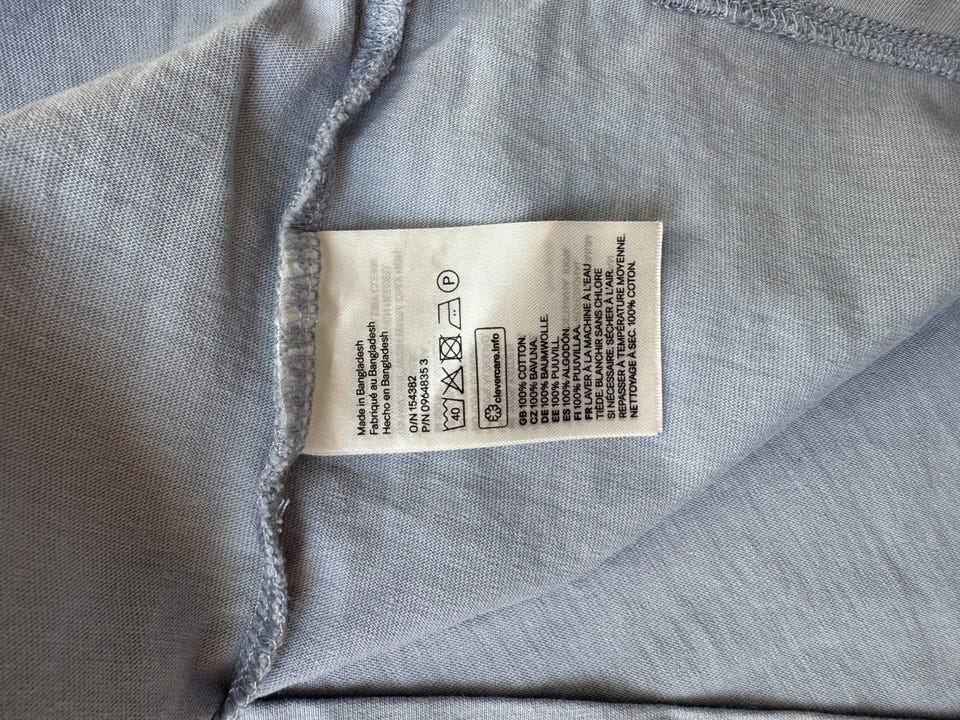 Made in Bangladesh
Fabriqué au Bangladesh
Hecho en Bangladesh
O/N 154382
P/N 0964835 3
40
P
clevercare.info
GB 100% COTTON.
CZ 100% BAVLNA.
DE 100% BAUMWOLLE.
EE 100% PUUVILL.
ES 100% ALGODÓN.
FI 100% PUUVILLAA.
FR LAVER À LA MACHINE À L'EAU
TIÈDE. BLANCHIR SANS CHLORE
SI NÉCESSAIRE. SÉCHER À L'AIR.
REPASSER À TEMPÉRATURE MOYENNE.
NETTOYAGE À SEC. 100% COTON.